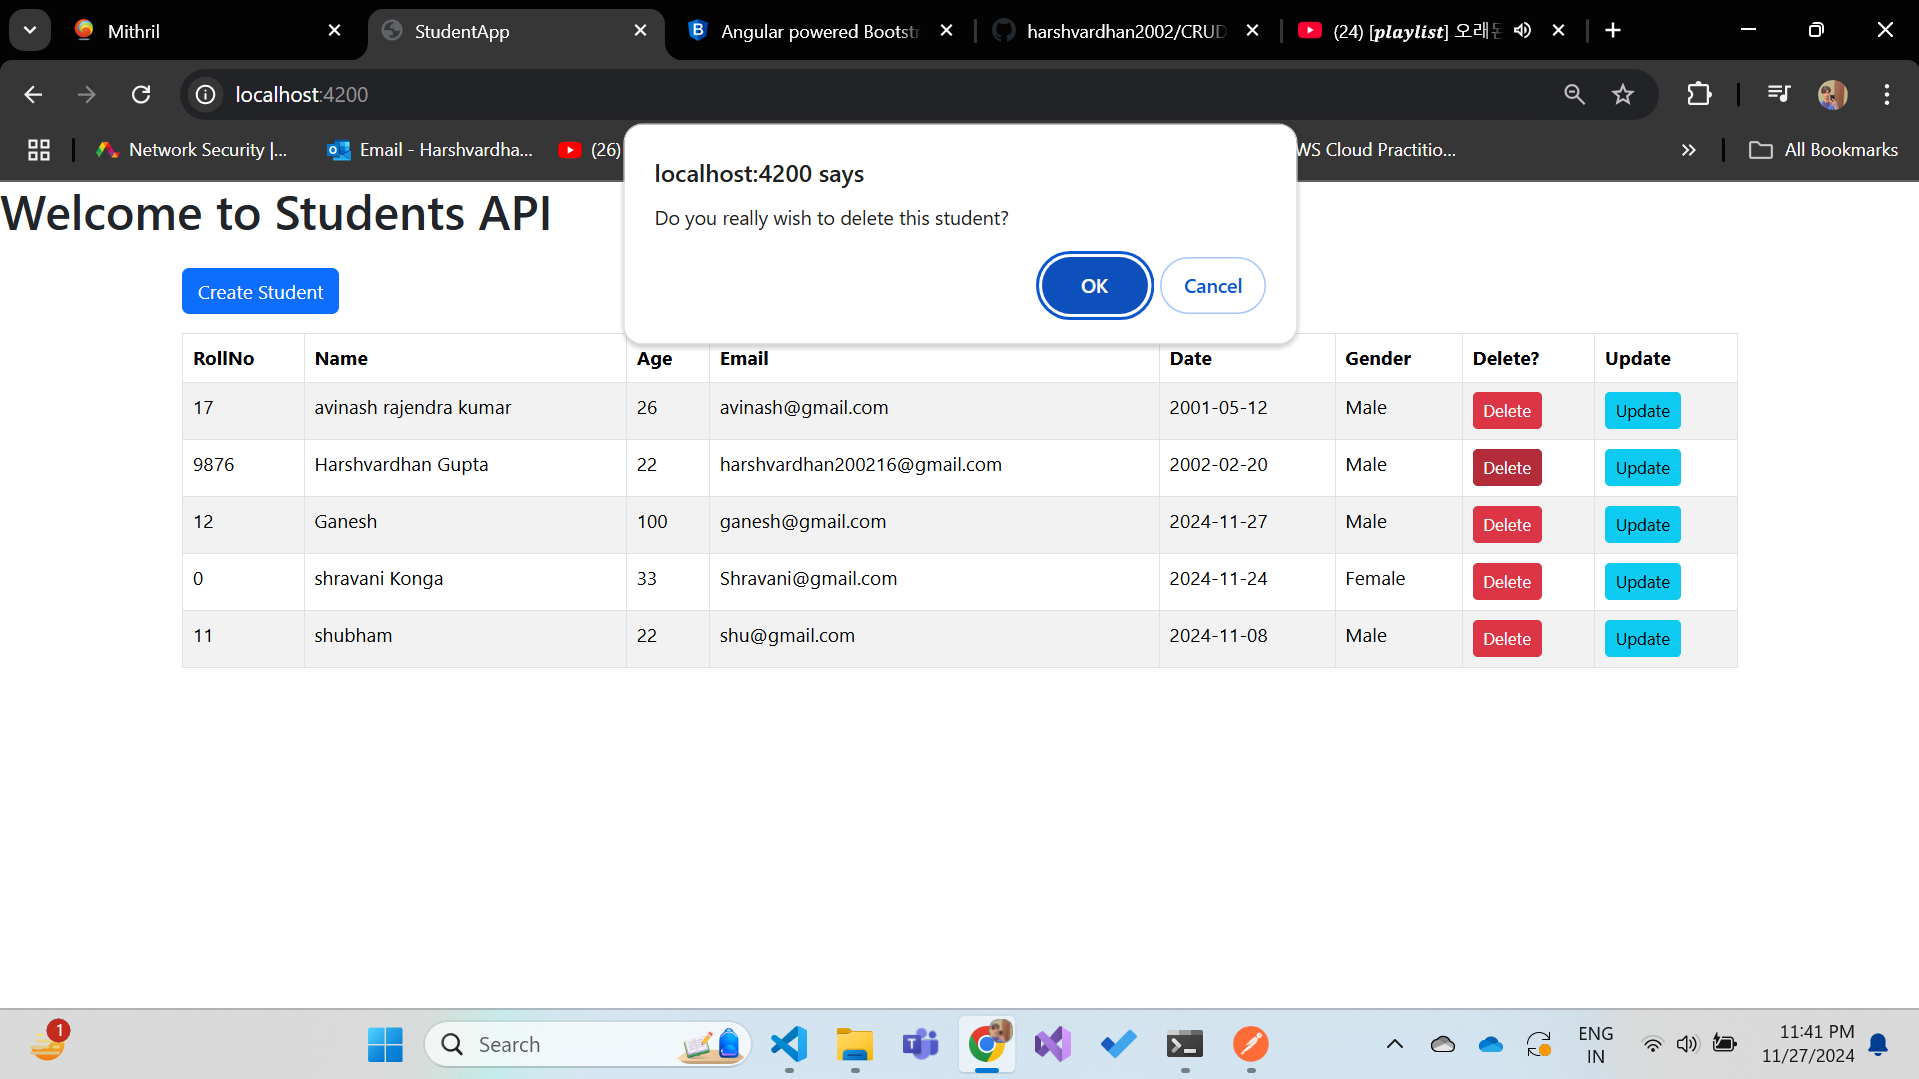 Mithril
StudentApp
Angular powered Bootstr
harshvardhan2002/CRUD
(24) [playlist] 오래
localhost:4200
Network Security |...
Email - Harshvardha...
(26)
WS Cloud Practitio...
All Bookmarks
localhost:4200 says
Do you really wish to delete this student?
OK
Cancel
Welcome to Students API
Create Student
RollNo Name Age Email Date Gender Delete? Update
17 avinash rajendra kumar 26 avinash@gmail.com 2001-05-12 Male Delete Update
9876 Harshvardhan Gupta 22 harshvardhan200216@gmail.com 2002-02-20 Male Delete Update
12 Ganesh 100 ganesh@gmail.com 2024-11-27 Male Delete Update
0 shravani Konga 33 Shravani@gmail.com 2024-11-24 Female Delete Update
11 shubham 22 shu@gmail.com 2024-11-08 Male Delete Update
1
Search
ENG
IN
11:41 PM
11/27/2024